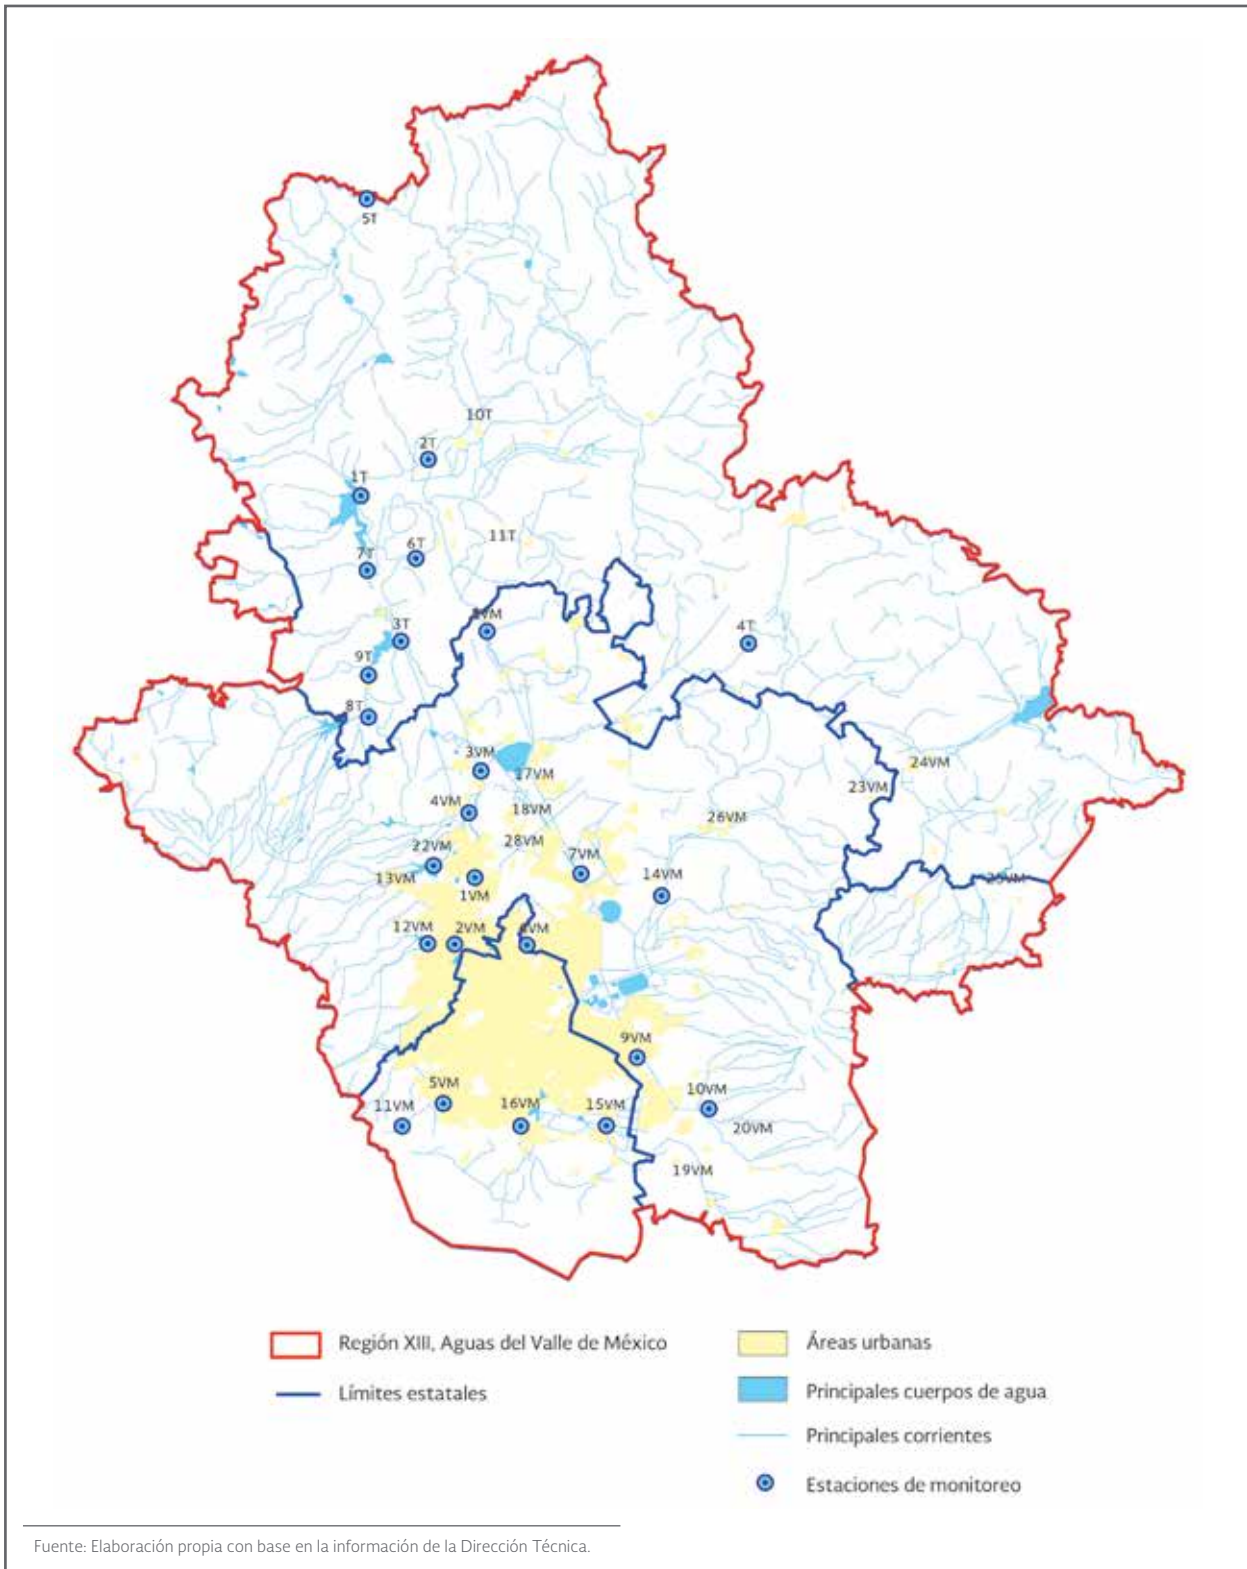 5T
10T
2T
1T
11T
6T
7T
3T
4T
9T
8T
3VM
17VM
24VM
23VM
4VM
18VM
26VM
28VM
22VM
7VM
13VM
14VM
1VM
12VM
2VM
9VM
5VM
10VM
11VM
16VM
15VM
20VM
19VM
Región XIII, Aguas del Valle de México
Límites estatales
Áreas urbanas
Principales cuerpos de agua
Principales corrientes
Estaciones de monitoreo
Fuente: Elaboración propia con base en la información de la Dirección Técnica.